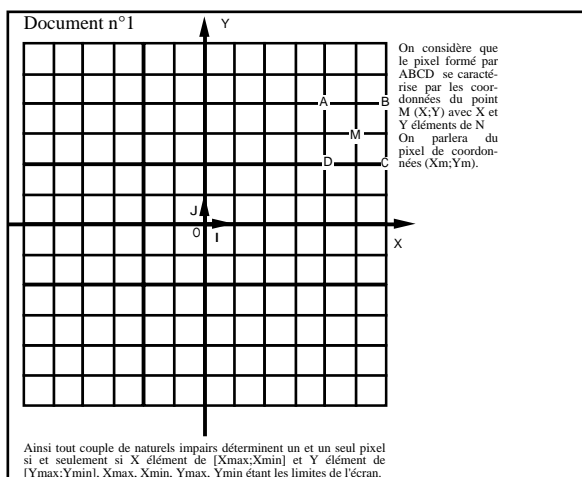 Document n°1
Y
On considère que
le pixel formé par
ABCD se caracté-
rise par les coor-
données du point
M (X;Y) avec X et
Y éléments de N
On parlera du
pixel de coordon-
nées (Xm;Ym).
A
B
M
D
C
J
O
I
X
Ainsi tout couple de naturels impairs déterminent un et un seul pixel
si et seulement si X élément de [Xmax;Xmin] et Y élément de
[Ymax;Ymin], Xmax, Xmin, Ymax, Ymin étant les limites de l'écran.